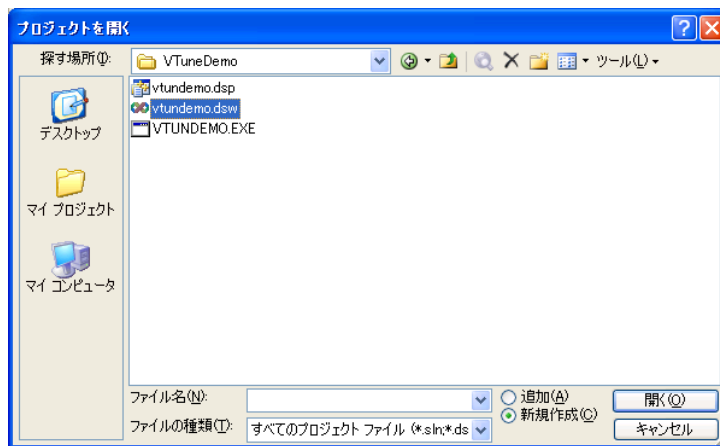 プロジェクトを開く
探す場所(I):
VTuneDemo
ツール(L)
vtundemo.dsp
vtundemo.dsw
VTUNDEMO.EXE
デスクトップ
マイ プロジェクト
マイ コンピュータ
ファイル名(N):
追加(A)
開く(O)
新規作成(C)
ファイルの種類(T):
すべてのプロジェクト ファイル (*.sln;*.ds
キャンセル